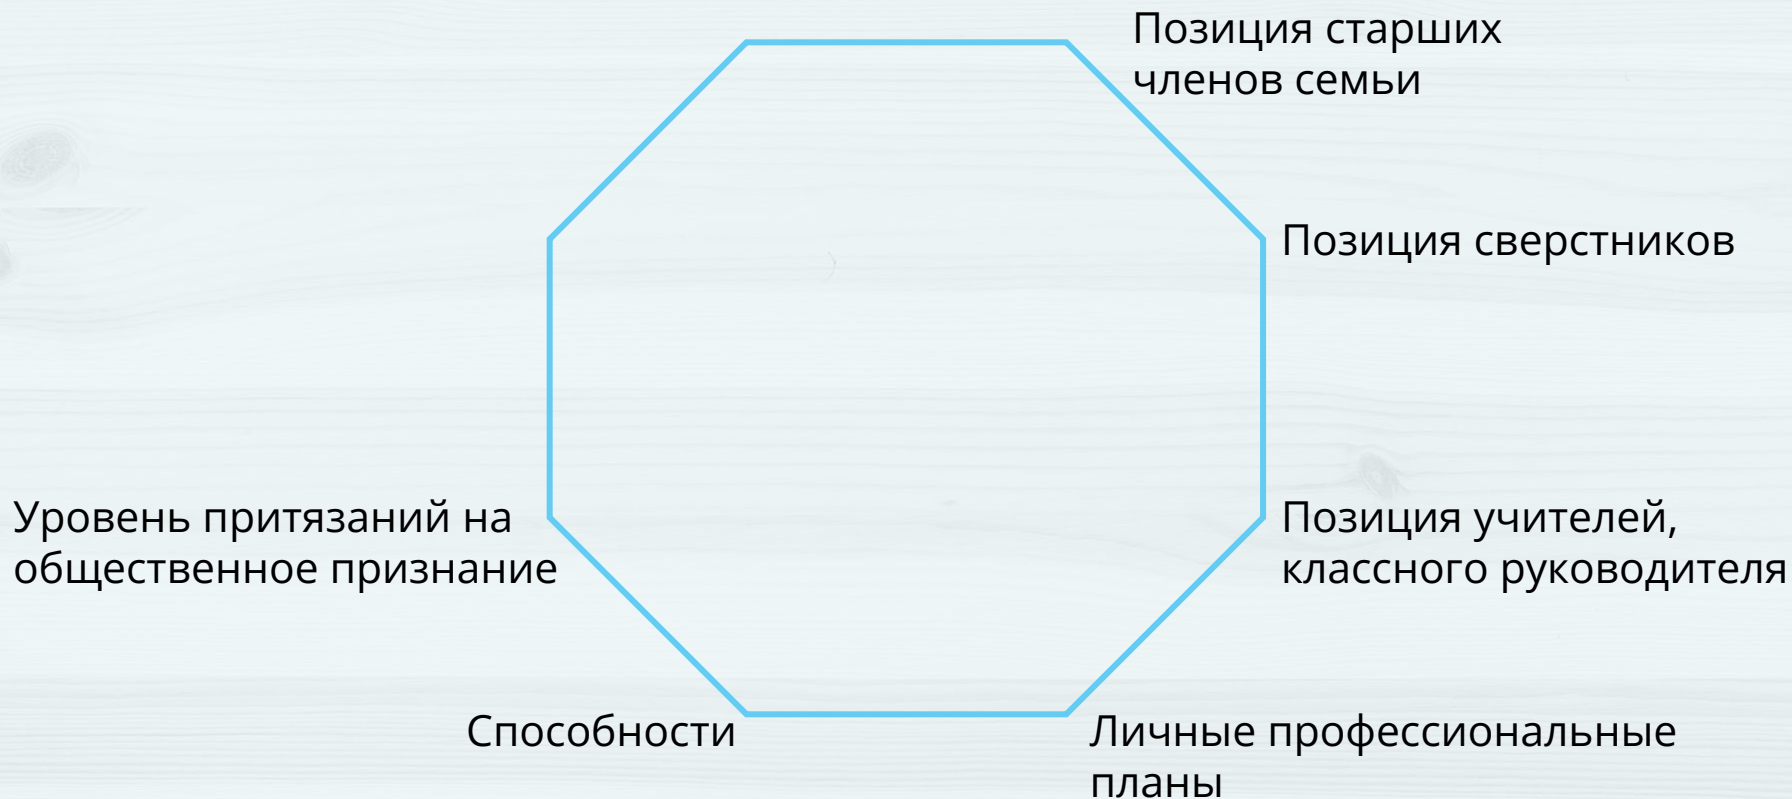 Позиция старших
членов семьи
Позиция сверстников
Позиция учителей,
классного руководителя
Личные профессиональные
планы
Способности
Уровень притязаний на
общественное признание